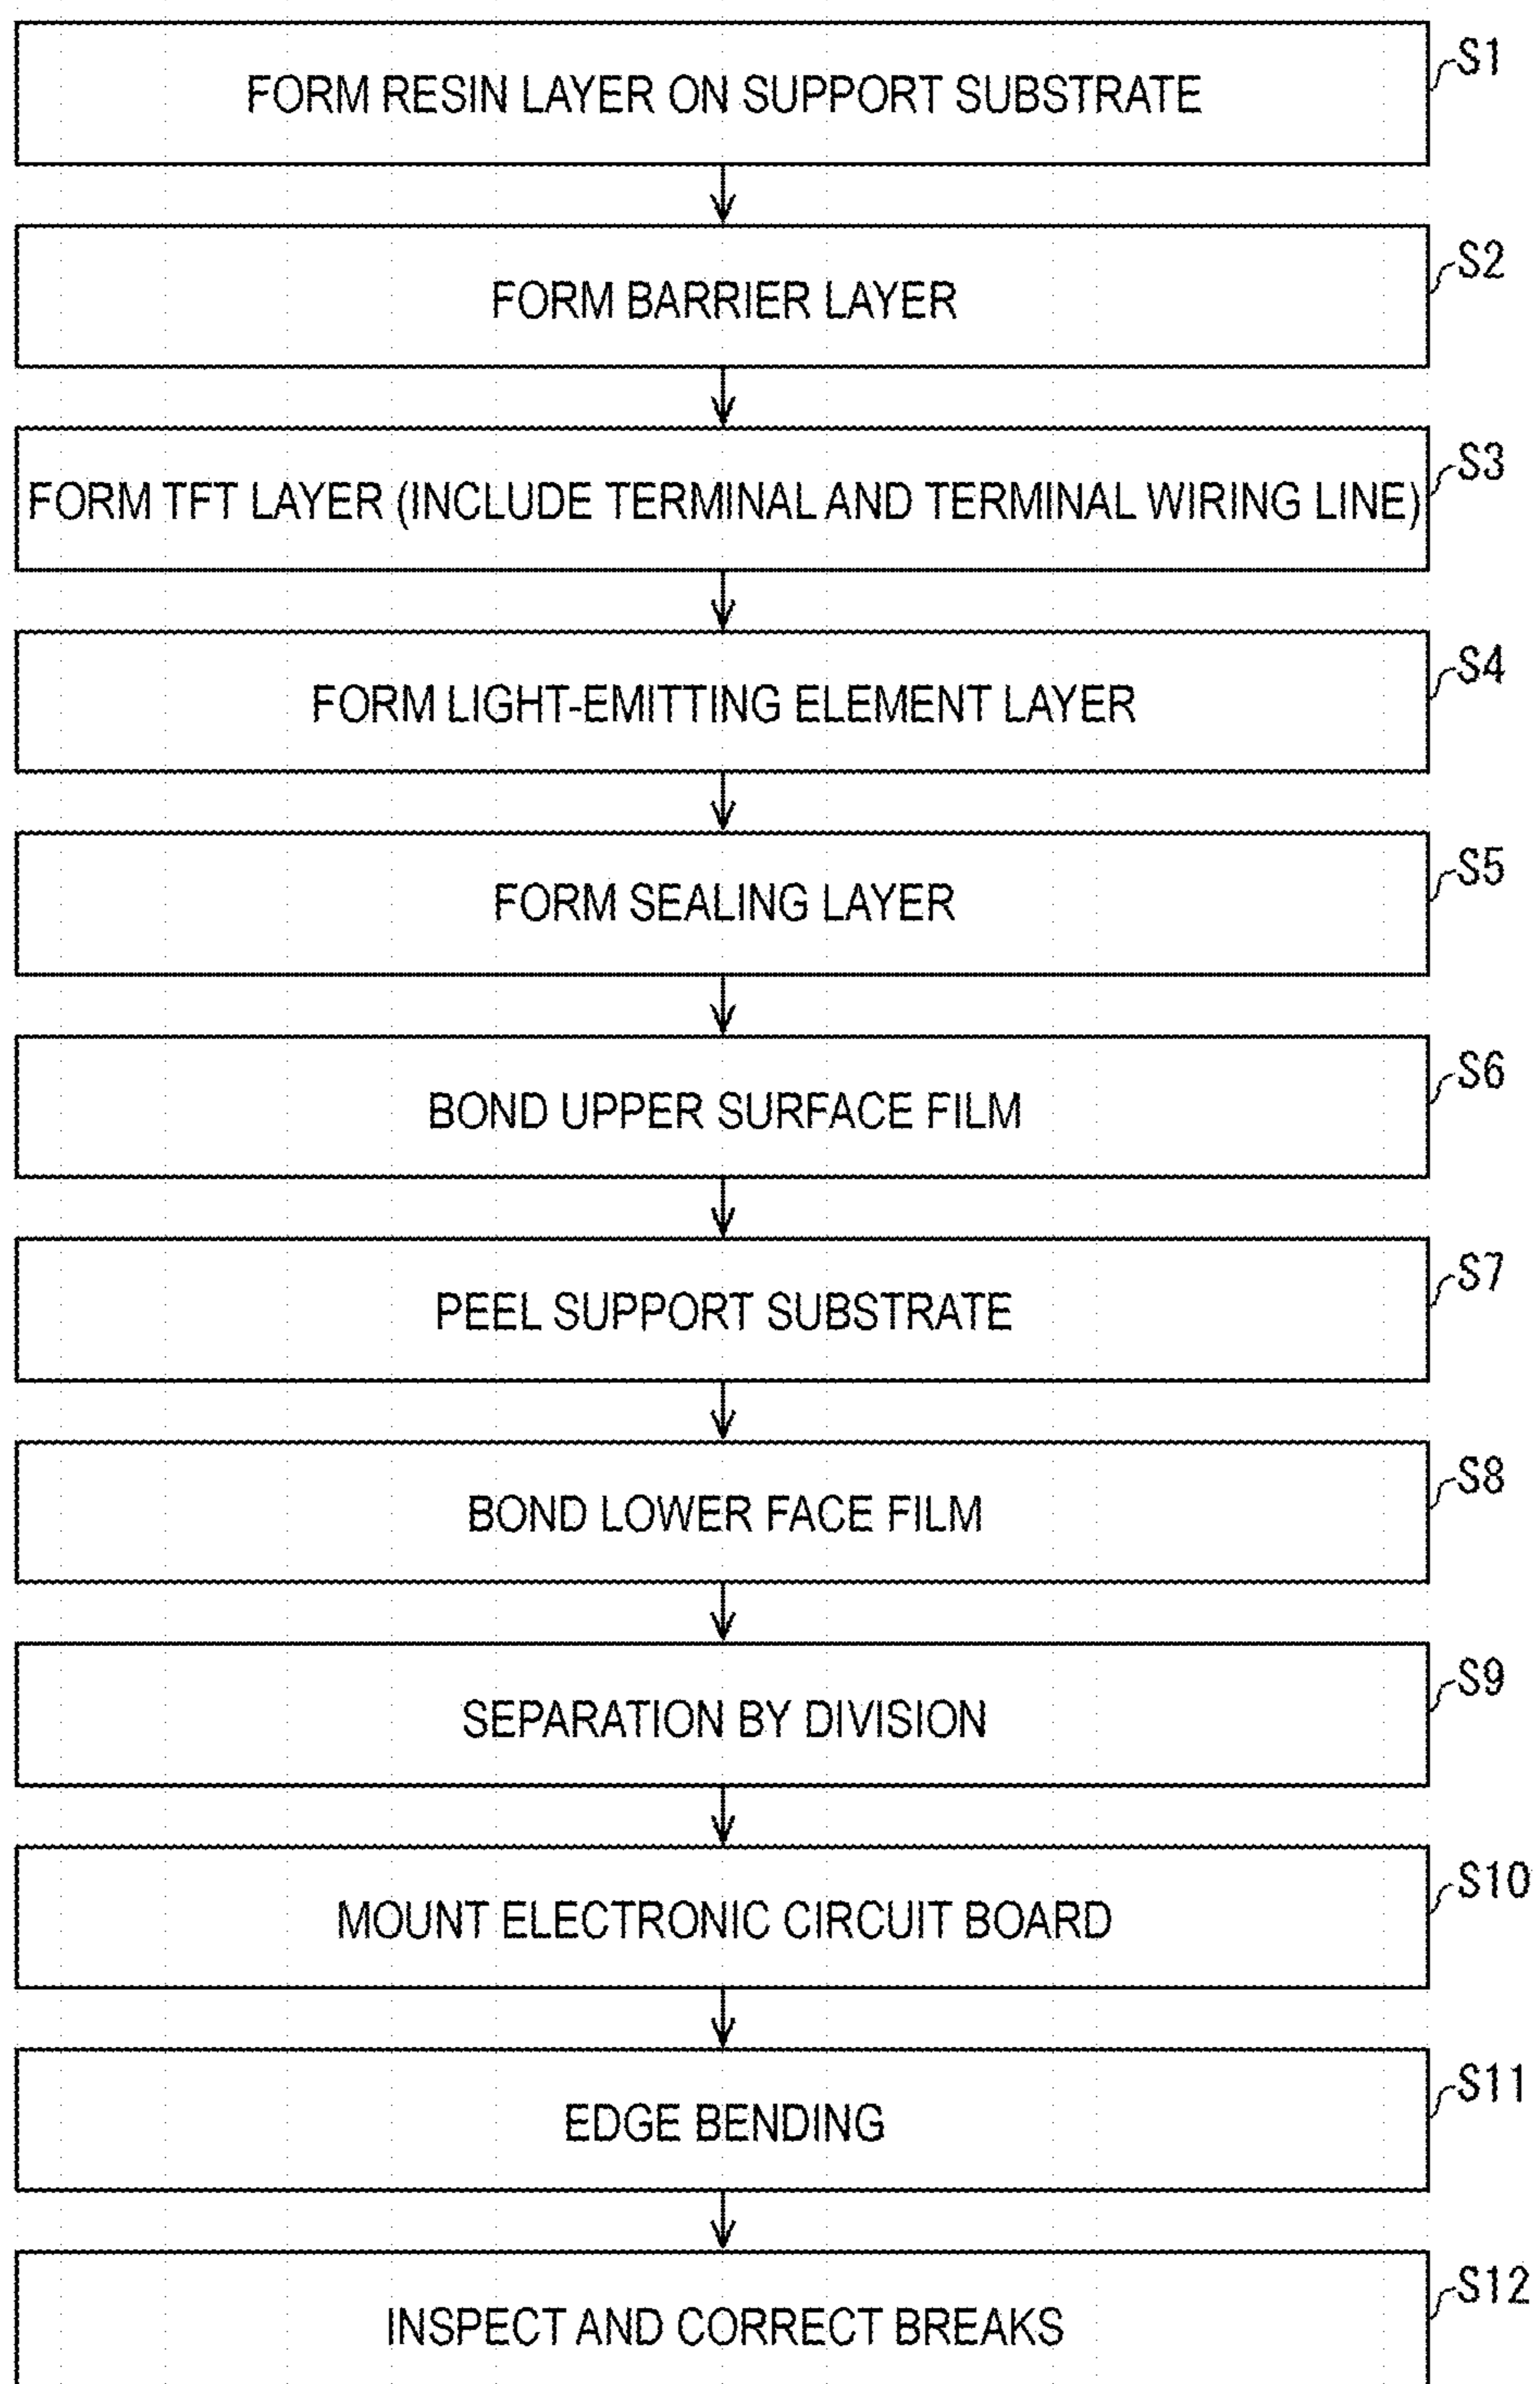 S1
FORM RESIN LAYER ON SUPPORT SUBSTRATE
S2
FORM BARRIER LAYER
S3
FORM TFT LAYER (INCLUDE TERMINAL AND TERMINAL WIRING LINE)
S4
FORM LIGHT-EMITTING ELEMENT LAYER
S5
FORM SEALING LAYER
S6
BOND UPPER SURFACE FILM
S7
PEEL SUPPORT SUBSTRATE
S8
BOND LOWER FACE FILM
S9
SEPARATION BY DIVISION
S10
MOUNT ELECTRONIC CIRCUIT BOARD
S11
EDGE BENDING
S12
INSPECT AND CORRECT BREAKS